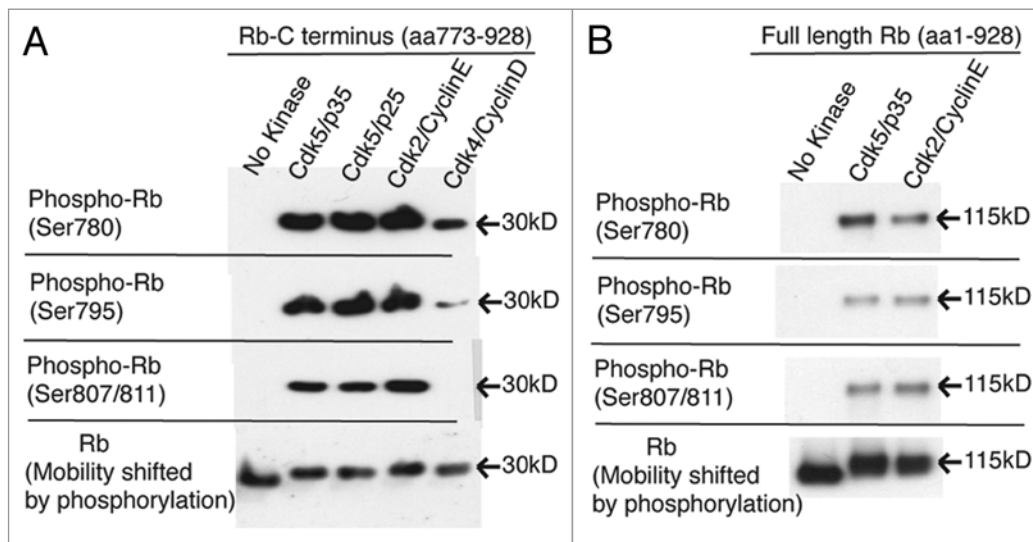 A
Rb-C terminus (aa773-928)
No Kinase
Cdk5/p35
Cdk5/p25
Cdk2/CyclinE
Cdk4/CyclinD
Phospho-Rb
(Ser780)
←30kD
Phospho-Rb
(Ser795)
←30kD
Phospho-Rb
(Ser807/811)
←30kD
Rb
(Mobility shifted
by phosphorylation)
←30kD
B
Full length Rb (aa1-928)
No Kinase
Cdk5/p35
Cdk2/CyclinE
Phospho-Rb
(Ser780)
←115kD
Phospho-Rb
(Ser795)
←115kD
Phospho-Rb
(Ser807/811)
←115kD
Rb
(Mobility shifted
by phosphorylation)
←115kD